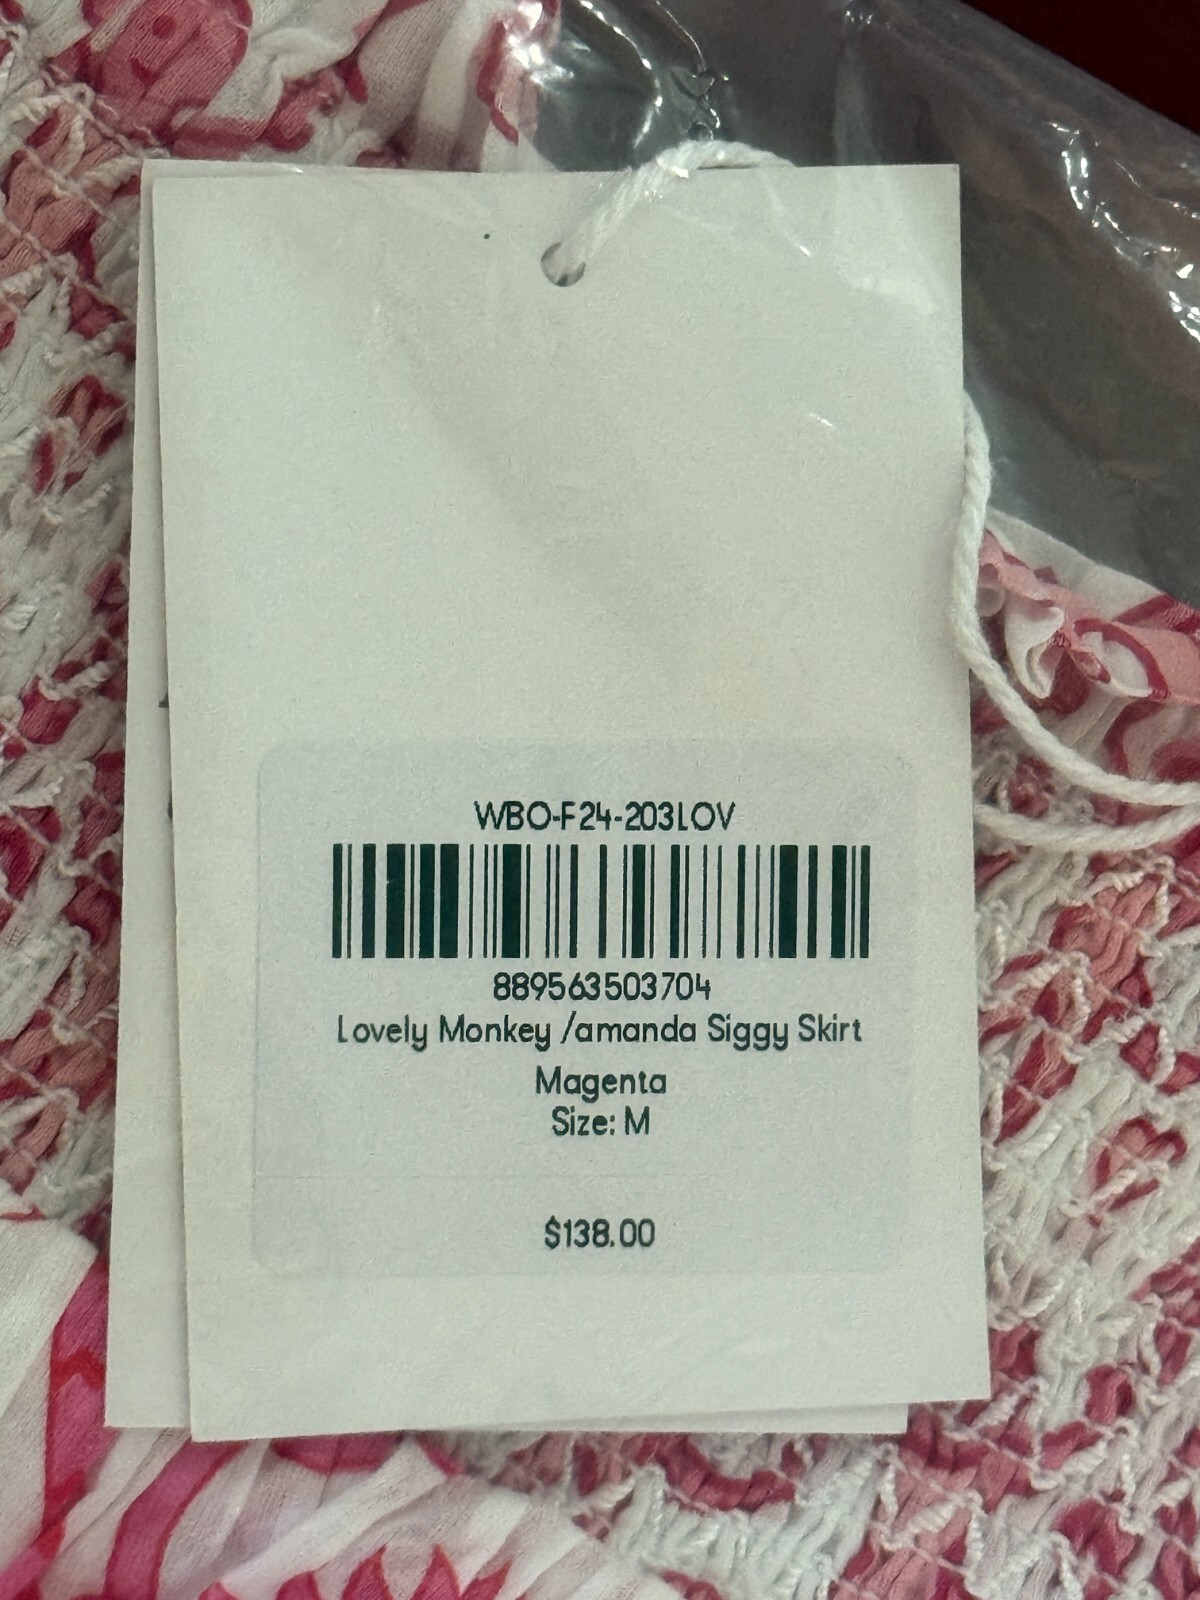 WBO-F24-203LOV
889563503704
Lovely Monkey /amanda Siggy Skirt
Magenta
Size: M
$138.00